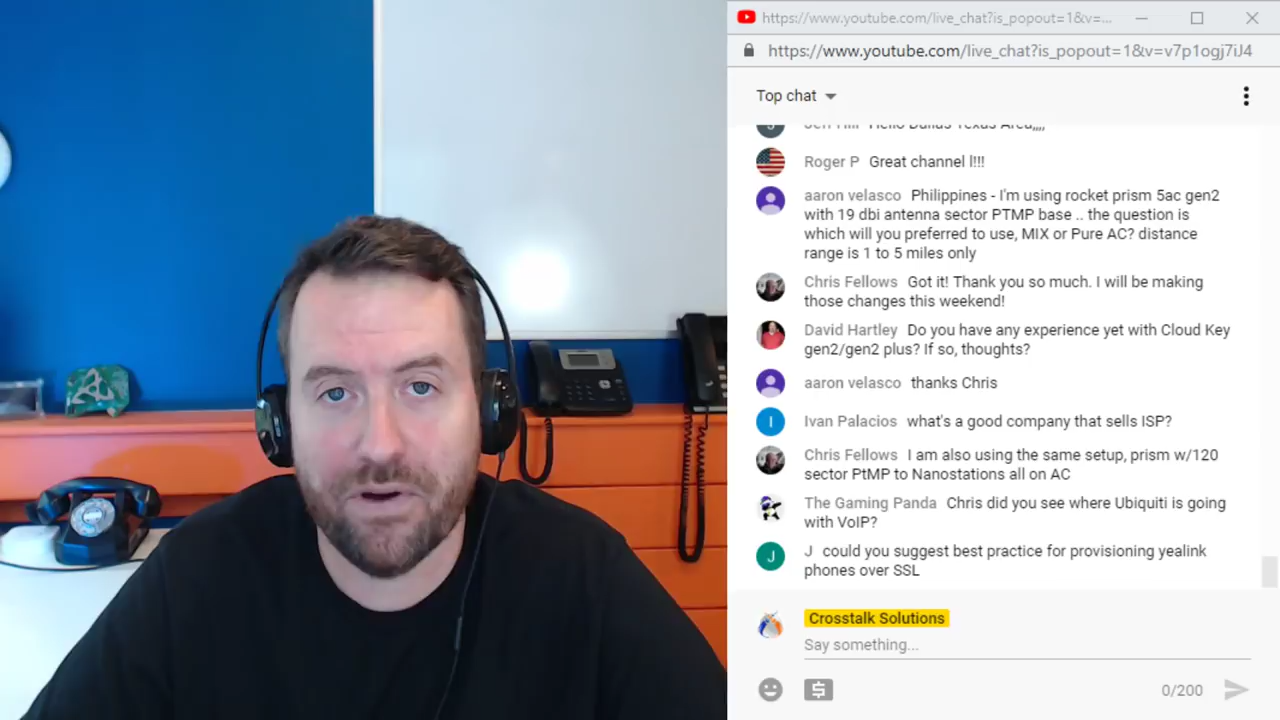 https://www.youtube.com/live_chat?is_popout=1&v=...
https://www.youtube.com/live_chat?is_popout=1&v=v7p1ogj7iJ4
Top chat
Roger P Great channel l!!!
aaron velasco Philippines - I'm using rocket prism 5ac gen2
with 19 dbi antenna sector PTMP base .. the question is
which will you preferred to use, MIX or Pure AC? distance
range is 1 to 5 miles only
Chris Fellows Got it! Thank you so much. I will be making
those changes this weekend!
David Hartley Do you have any experience yet with Cloud Key
gen2/gen2 plus? If so, thoughts?
aaron velasco thanks Chris
I Ivan Palacios what's a good company that sells ISP?
Chris Fellows I am also using the same setup, prism w/120
sector PtMP to Nanostations all on AC
The Gaming Panda Chris did you see where Ubiquiti is going
with VoIP?
J J could you suggest best practice for provisioning yealink
phones over SSL
Crosstalk Solutions
Say something...
0/200